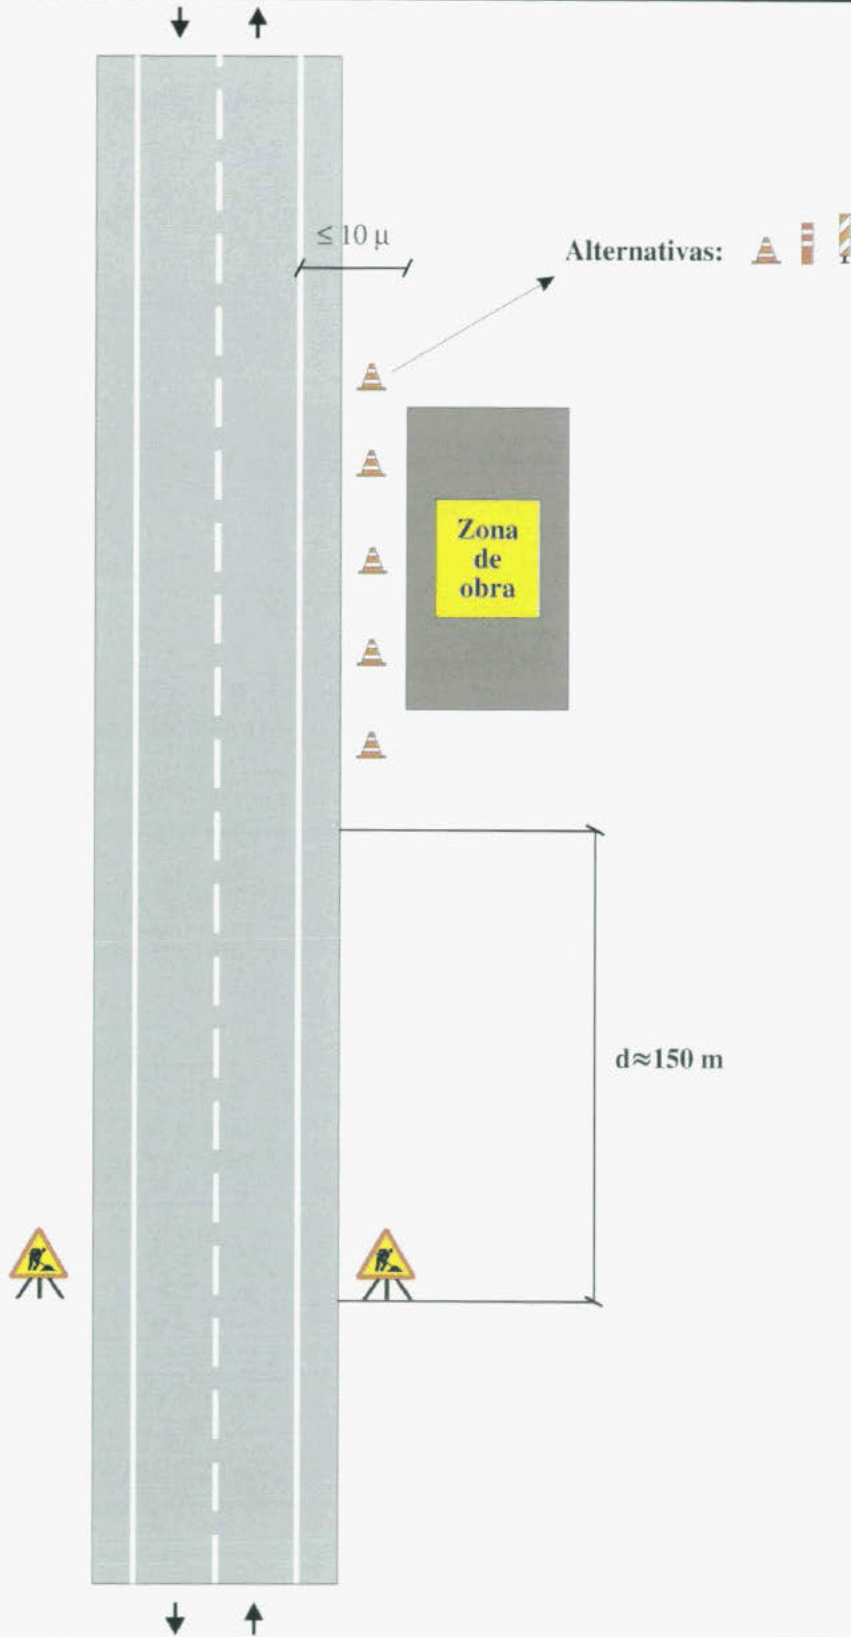 ≤ 10 μ
Alternativas:
Zona
de
obra
d≈150 m